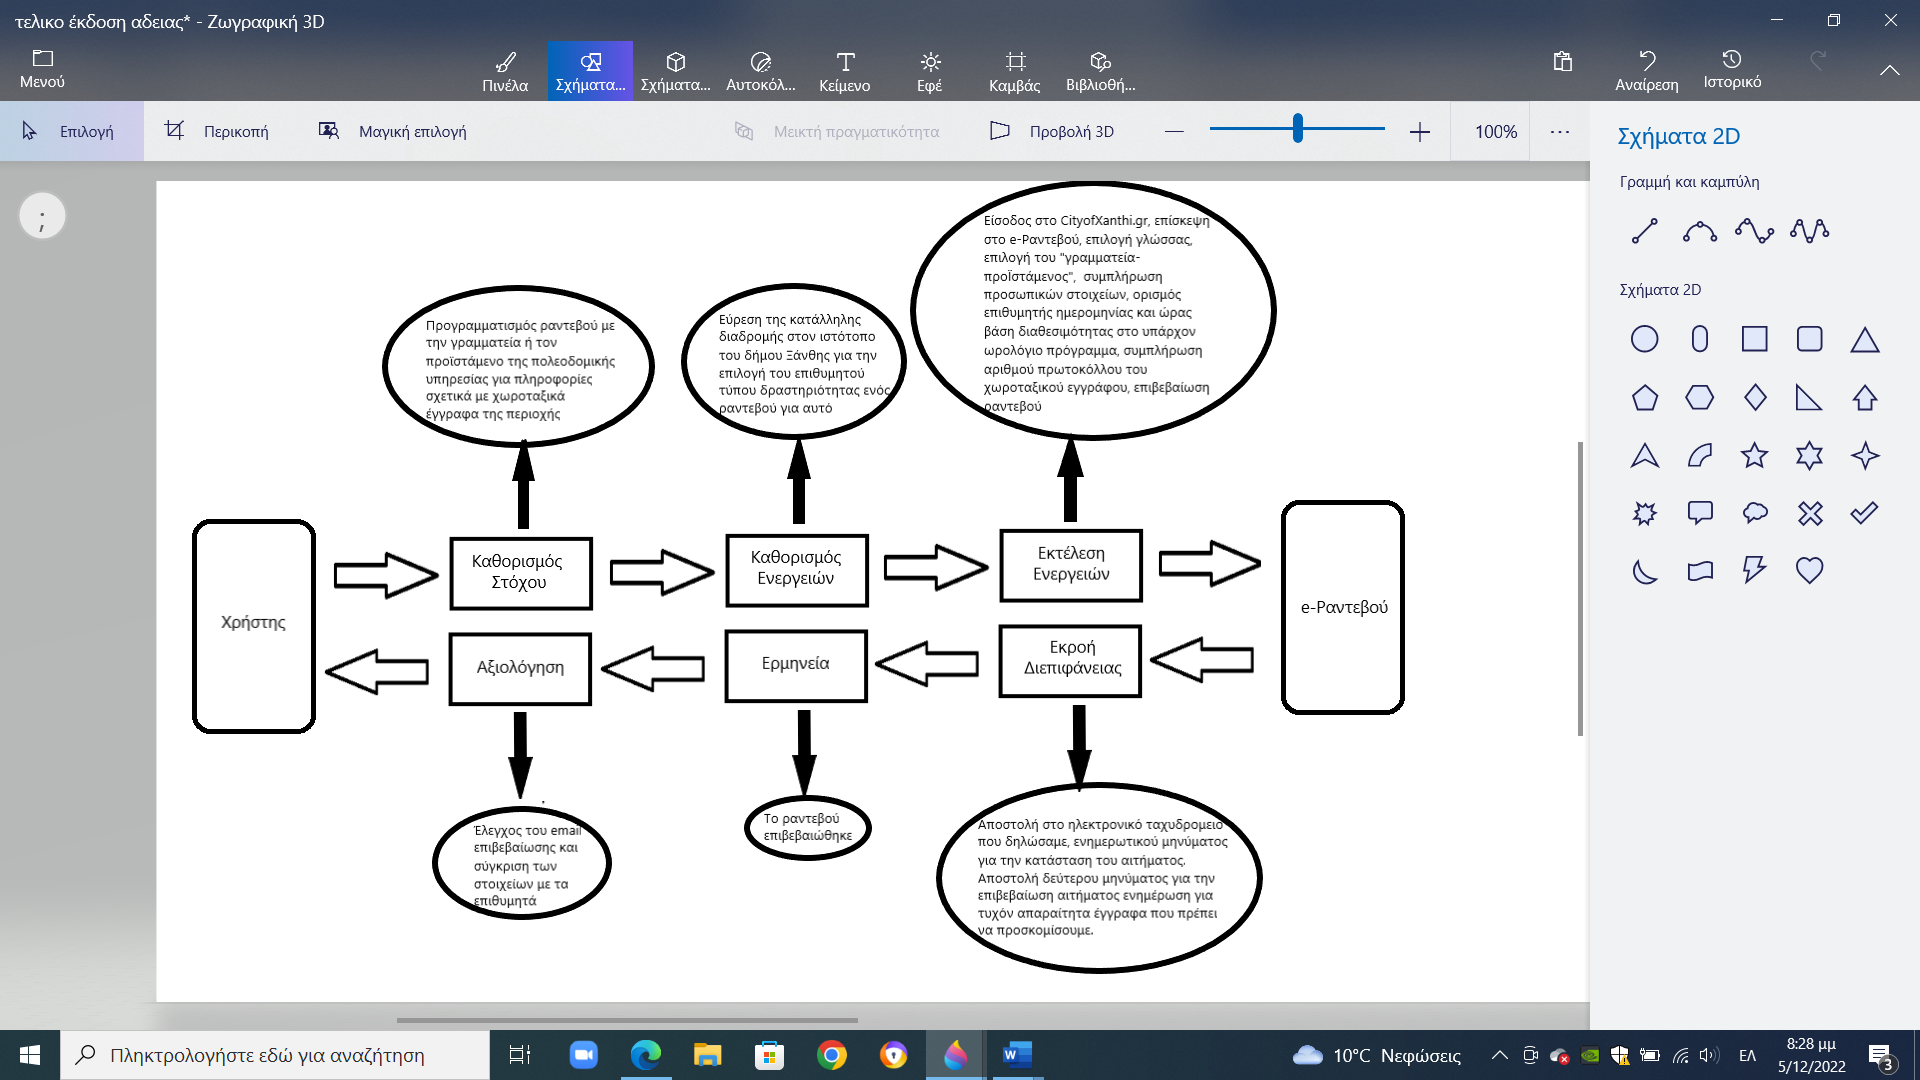 τελικο έκδοση αδειας* - Ζωγραφική 3D
Μενού
Πινέλα
Σχήματα...
Σχήματα...
Αυτοκόλ...
Κείμενο
Εφέ
Καμβάς
Βιβλιοθή...
Αναίρεση
Ιστορικό
Επιλογή
Περικοπή
Μαγική επιλογή
Μεικτή πραγματικότητα
Προβολή 3D
100%
Σχήματα 2D
Γραμμή και καμπύλη
Σχήματα 2D
;
Είσοδος στο CityofXanthi.gr, επίσκεψη
στο e-Ραντεβού, επιλογή γλώσσας,
επιλογή του "γραμματεία-
προΪστάμενος",  συμπλήρωση
προσωπικών στοιχείων, ορισμός
επιθυμητής ημερομηνίας και ώρας
βάση διαθεσιμότητας στο υπάρχον
ωρολόγιο πρόγραμμα, συμπλήρωση
αριθμού πρωτοκόλλου του
χωροταξικού εγγράφου, επιβεβαίωση
ραντεβού
Προγραμματισμός ραντεβού με
την γραμματεία ή τον
προϊστάμενο της πολεοδομικής
υπηρεσίας για πληροφορίες
σχετικά με χωροταξικά
έγγραφα της περιοχής
Εύρεση της κατάλληλης
διαδρομής στον ιστότοπο
του δήμου Ξάνθης για την
επιλογή του επιθυμητού
τύπου δραστηριότητας ενός
ραντεβού για αυτό
Χρήστης
Καθορισμός
Στόχου
Καθορισμός
Ενεργειών
Εκτέλεση
Ενεργειών
e-Ραντεβού
Αξιολόγηση
Ερμηνεία
Εκροή
Διεπιφάνειας
Έλεγχος του email
επιβεβαίωσης και
σύγκριση των
στοιχείων με τα
επιθυμητά
Το ραντεβού
επιβεβαιώθηκε
Αποστολή στο ηλεκτρονικό ταχυδρομειο
που δηλώσαμε, ενημερωτικού μηνύματος
για την κατάσταση του αιτήματος.
Αποστολή δεύτερου μηνύματος για την
επιβεβαίωση αιτήματος ενημέρωση για
τυχόν απαραίτητα έγγραφα που πρέπει
να προσκομίσουμε.
Πληκτρολογήστε εδώ για αναζήτηση
10°C  Νεφώσεις
ΕΛ
8:28 μμ
5/12/2022
3